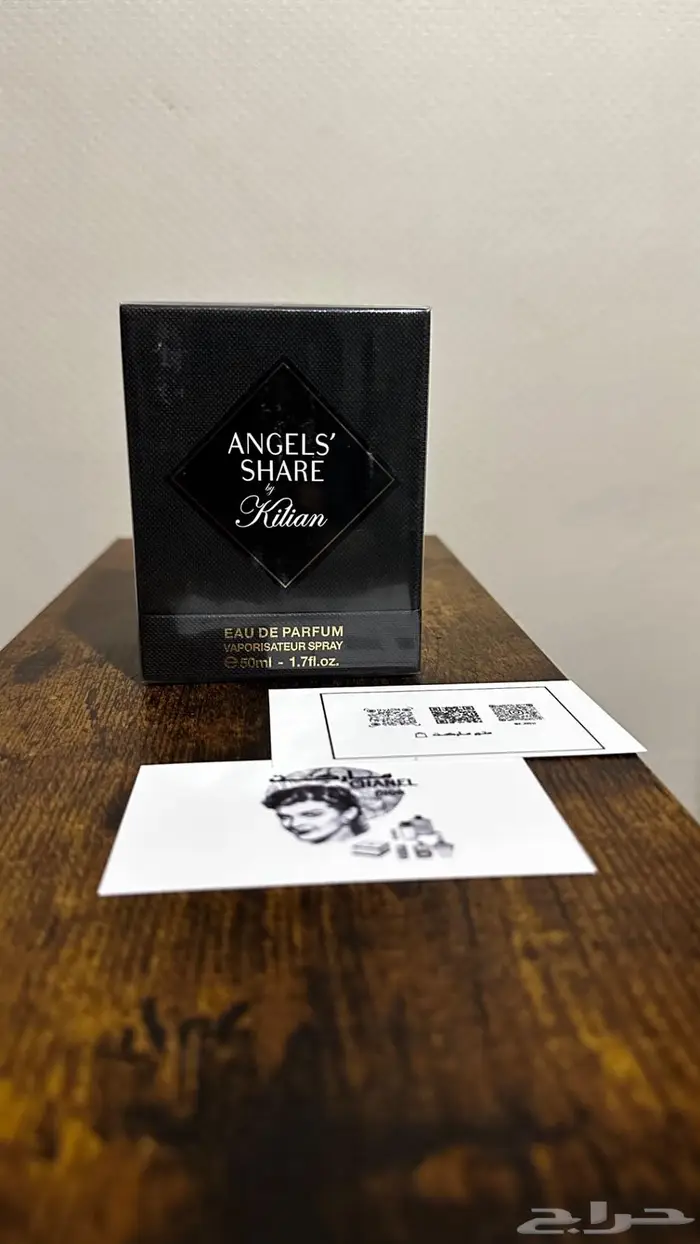 ANGELS'
SHARE
by
Kilian
EAU DE PARFUM
VAPORISATEUR SPRAY
℮ 50ml - 1.7fl.oz.
CHANEL
حراج